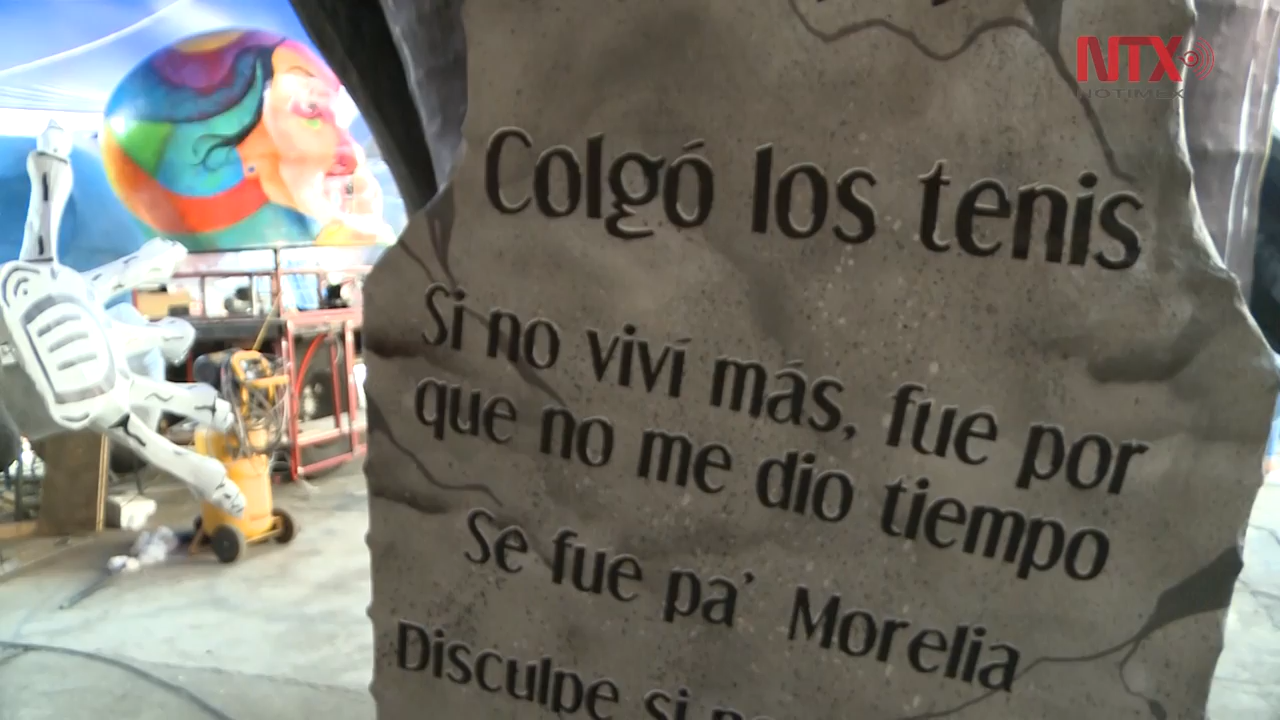 NTX
NOTIMEX
Colgó los tenis
Si no viví más, fue por
que no me dio tiempo
Se fue pa' Morelia
Disculpe si